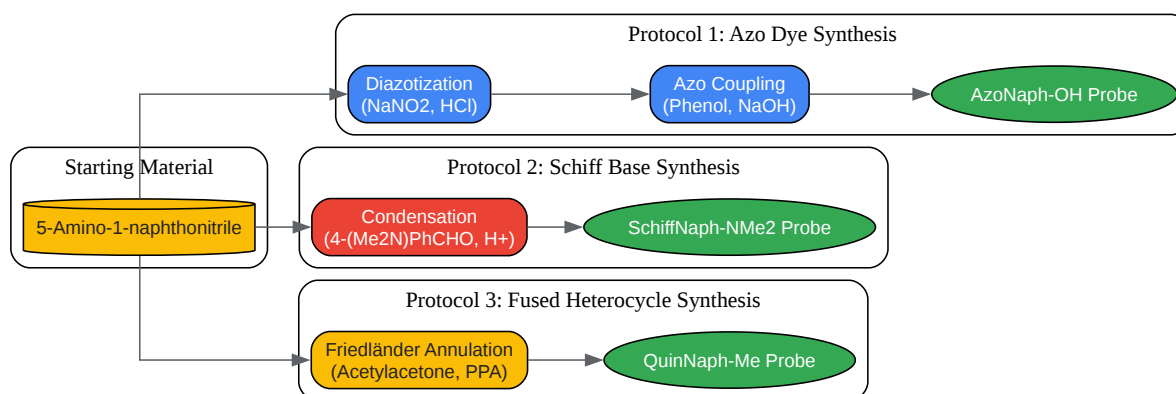 Protocol 1: Azo Dye Synthesis
Diazotization
(NaNO2, HCl)
Azo Coupling
(Phenol, NaOH)
AzoNaph-OH Probe
Starting Material
5-Amino-1-naphthonitrile
Protocol 2: Schiff Base Synthesis
Condensation
(4-(Me2N)PhCHO, H+)
SchiffNaph-NMe2 Probe
Protocol 3: Fused Heterocycle Synthesis
Friedländer Annulation
(Acetylacetone, PPA)
QuinNaph-Me Probe